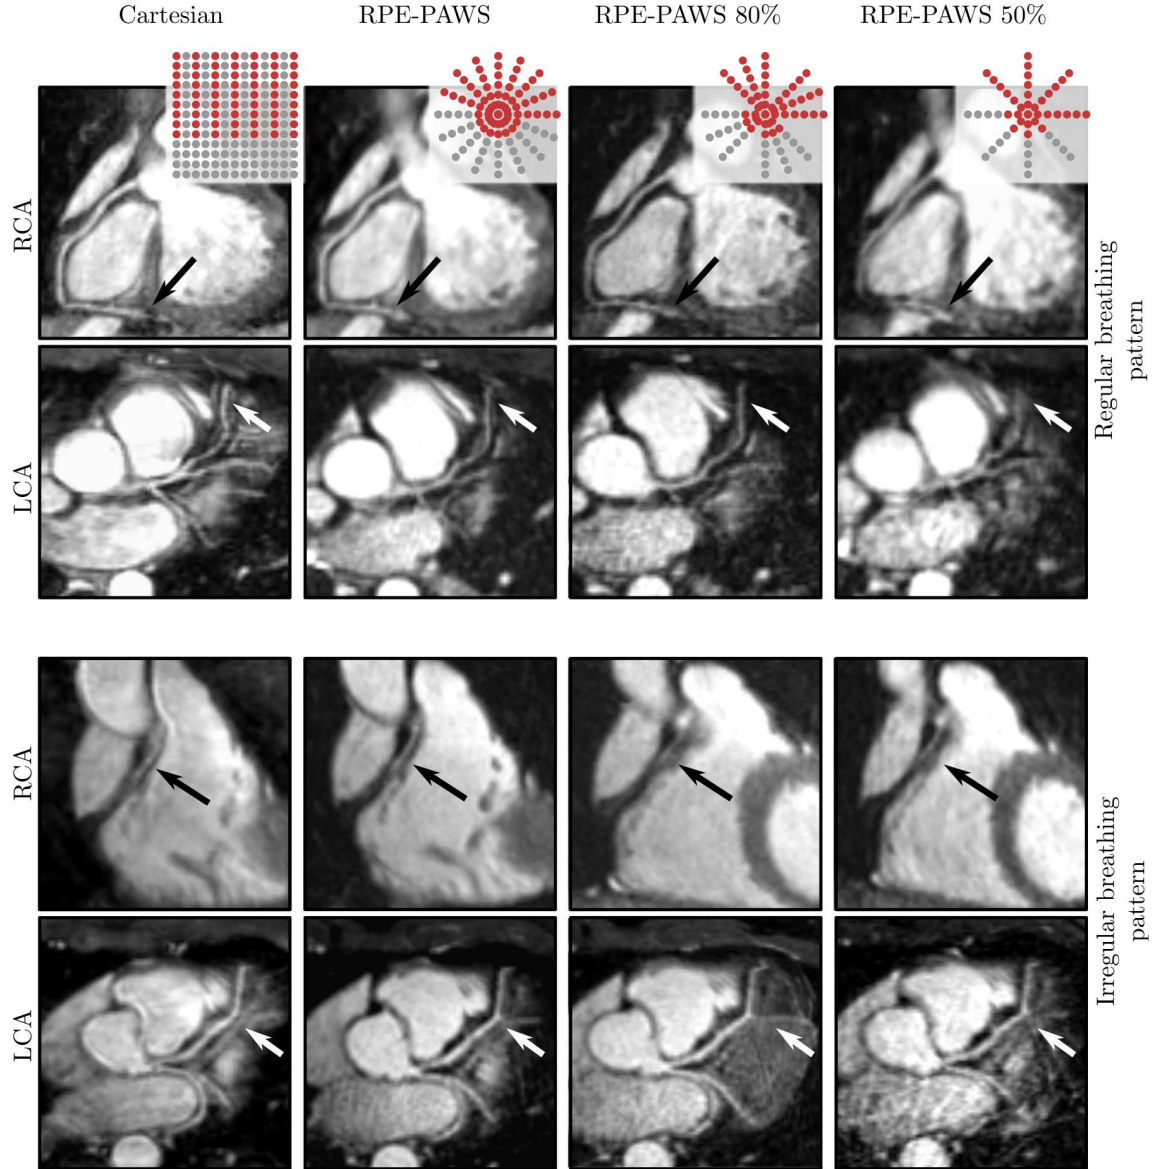 Cartesian
RPE-PAWS
RPE-PAWS 80%
RPE-PAWS 50%
RCA
LCA
Regular breathing
pattern
RCA
LCA
Irregular breathing
pattern